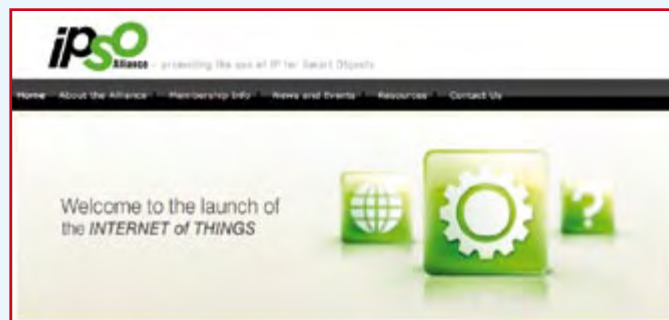 ipso
Alliance - promoting the use of IP for Smart Objects
Home About the Alliance Membership Info News and Events Resources Contact Us
Welcome to the launch of
the INTERNET of THINGS
?